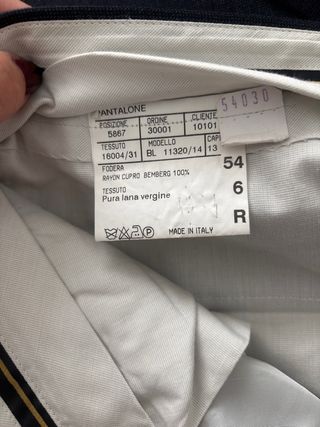 54030
PANTALONE
POSIZIONE ORDINE CLIENTE
5867 30001 10101
TESSUTO MODELLO CAPI
16004/31 BL 11320/14 13
FODERA
RAYON CUPRO BEMBERG 100%
TESSUTO
Pura lana vergine
54
6
R
MADE IN ITALY